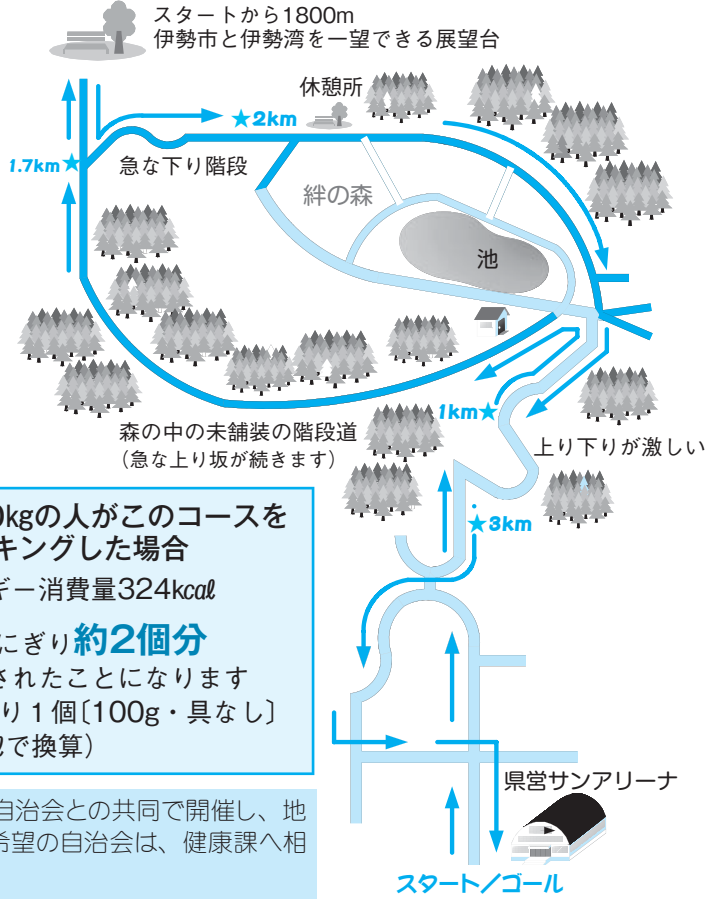 スタートから1800m
伊勢市と伊勢湾を一望できる展望台
休憩所
★2km
1.7km★
急な下り階段
絆の森
池
1km★
森の中の未舗装の階段道
（急な上り坂が続きます）
上り下りが激しい
★3km
0kgの人がこのコースを
キングした場合
ギー消費量324kcal
にぎり約2個分
されたことになります
り1個〔100g・具なし〕
で換算）
県営サンアリーナ
自治会との共同で開催し、地
希望の自治会は、健康課へ相
スタート／ゴール